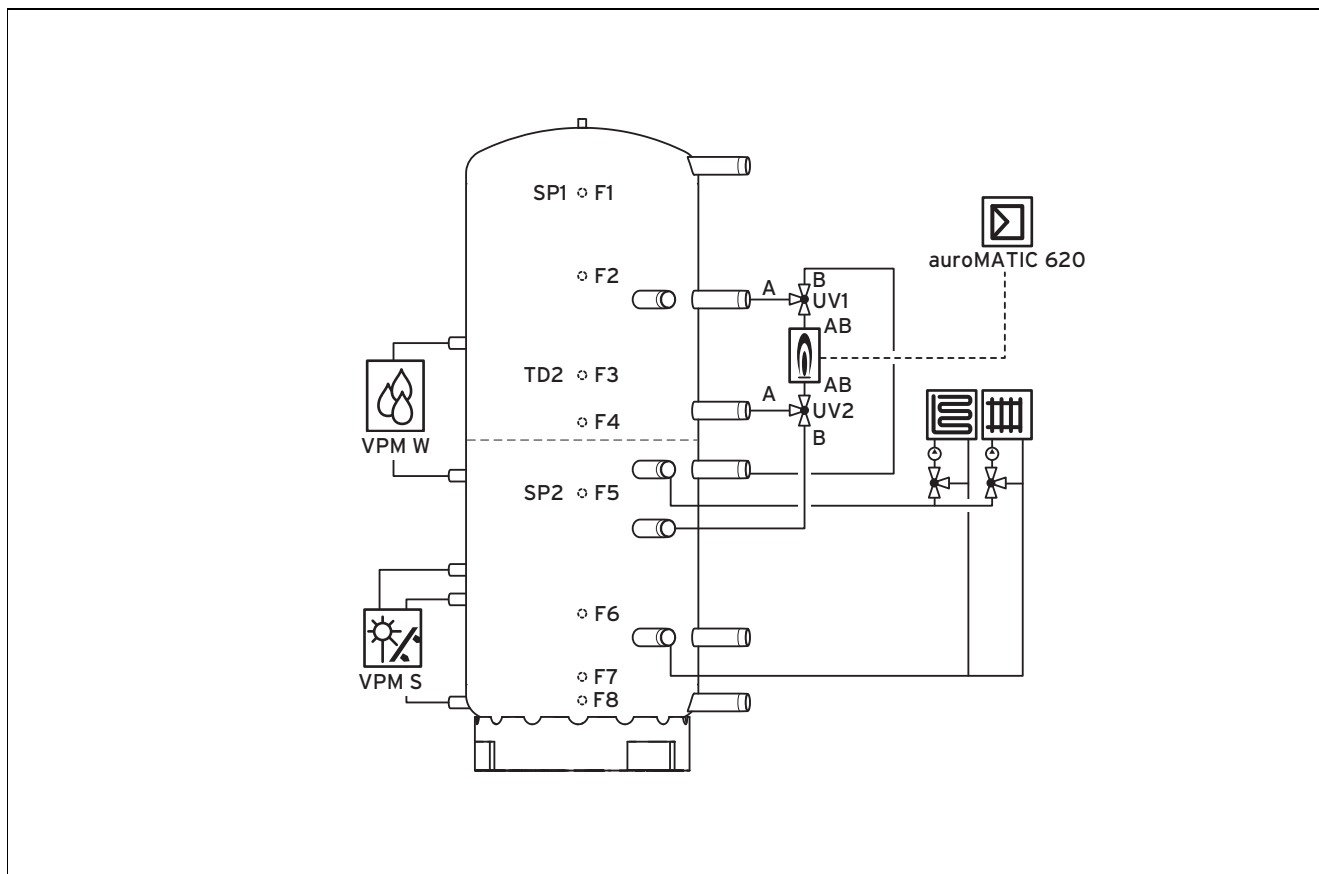 SP1 F1
auroMATIC 620
F2
A
B
UV1
AB
TD2 F3
AB
A
UV2
F4
B
VPM W
SP2 F5
F6
F7
VPM S
F8